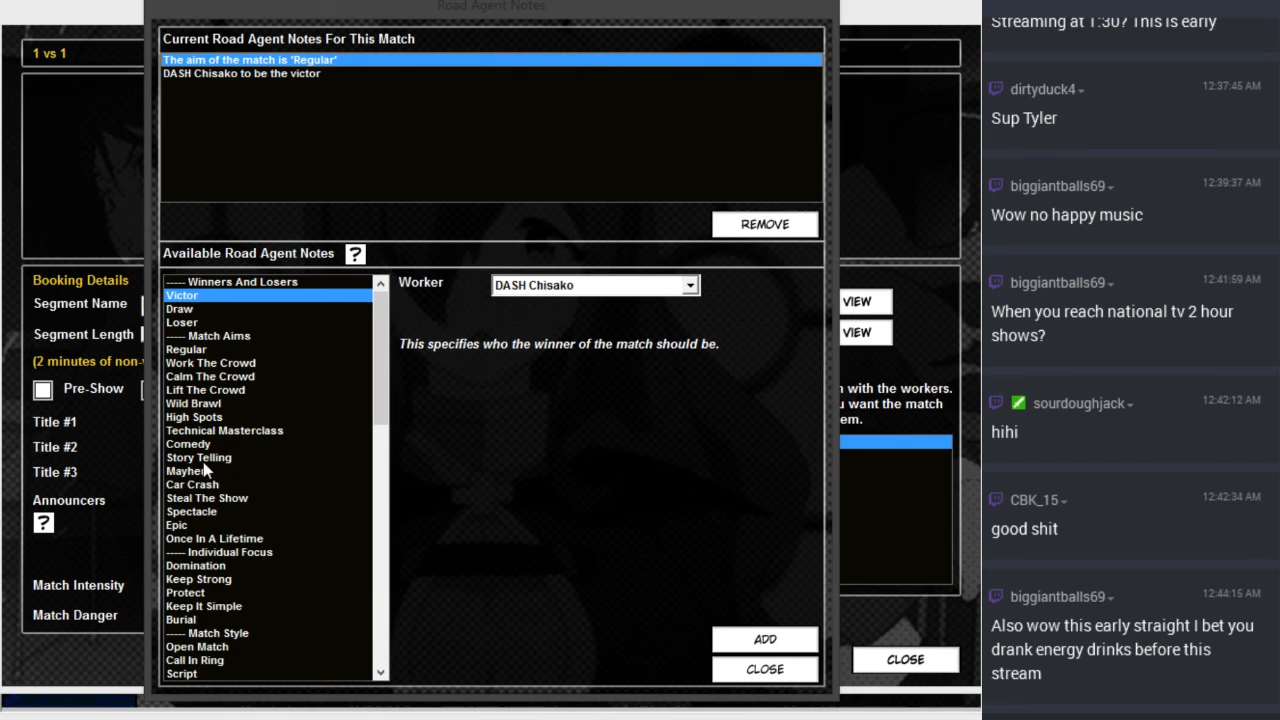 Road Agent Notes
Current Road Agent Notes For This Match
The aim of the match is 'Regular'
DASH Chisako to be the victor
REMOVE
Available Road Agent Notes ?
----- Winners And Losers
Victor
Draw
Loser
----- Match Aims
Regular
Work The Crowd
Calm The Crowd
Lift The Crowd
Wild Brawl
High Spots
Technical Masterclass
Comedy
Story Telling
Mayhem
Car Crash
Steal The Show
Spectacle
Epic
Once In A Lifetime
----- Individual Focus
Domination
Keep Strong
Protect
Keep It Simple
Burial
----- Match Style
Open Match
Call In Ring
Script
Worker DASH Chisako
This specifies who the winner of the match should be.
ADD
CLOSE
1 vs 1
Booking Details
Segment Name
Segment Length
(2 minutes of non-
Pre-Show
Title #1
Title #2
Title #3
Announcers
?
Match Intensity
Match Danger
VIEW
VIEW
with the workers.
want the match
em.
CLOSE
Streaming at 1:30? This is early
dirtyduck4 12:37:45 AM
Sup Tyler
biggiantballs69 12:39:37 AM
Wow no happy music
biggiantballs69 12:41:59 AM
When you reach national tv 2 hour
shows?
sourdoughjack 12:42:12 AM
hihi
CBK_15 12:42:34 AM
good shit
biggiantballs69 12:44:15 AM
Also wow this early straight I bet you
drank energy drinks before this
stream